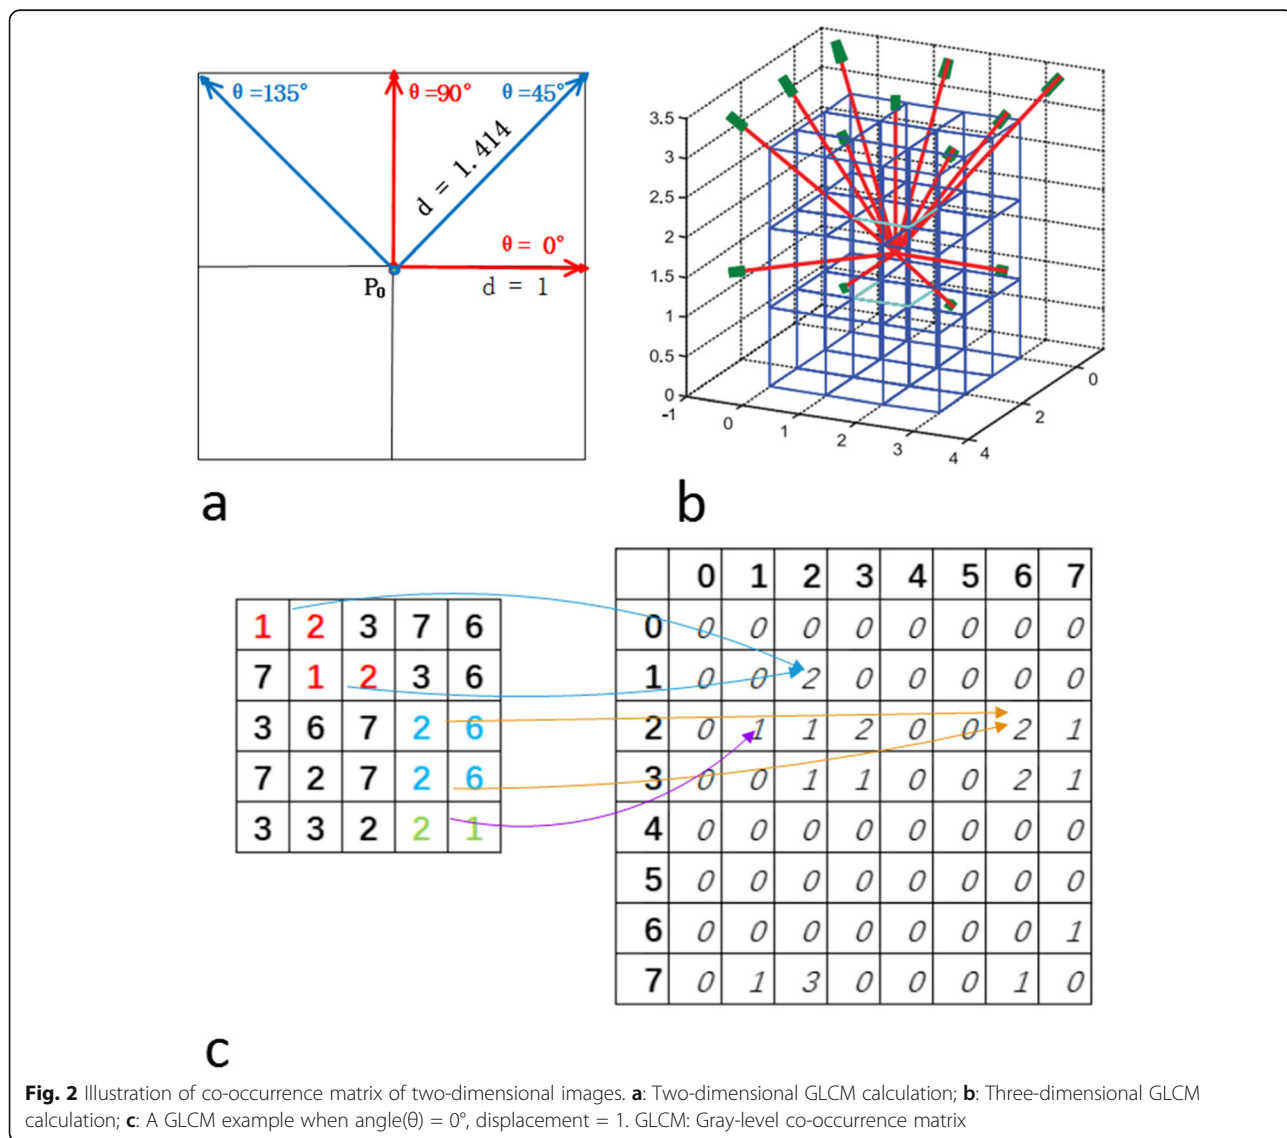 θ =135°
θ =90°
θ =45°
d = 1.414
θ = 0°
P₀
d = 1
a
3.5
3
2.5
2
1.5
1
0.5
0
-1
0
1
2
3
4
4
2
0
b
1 2 3 7 6
7 1 2 3 6
3 6 7 2 6
7 2 7 2 6
3 3 2 2 1
0 1 2 3 4 5 6 7
0 0 0 0 0 0 0 0 0
1 0 0 2 0 0 0 0 0
2 0 1 1 2 0 0 2 1
3 0 0 1 1 0 0 2 1
4 0 0 0 0 0 0 0 0
5 0 0 0 0 0 0 0 0
6 0 0 0 0 0 0 0 1
7 0 1 3 0 0 0 1 0
c
Fig. 2 Illustration of co-occurrence matrix of two-dimensional images. a: Two-dimensional GLCM calculation; b: Three-dimensional GLCM
calculation; c: A GLCM example when angle(θ) = 0°, displacement = 1. GLCM: Gray-level co-occurrence matrix